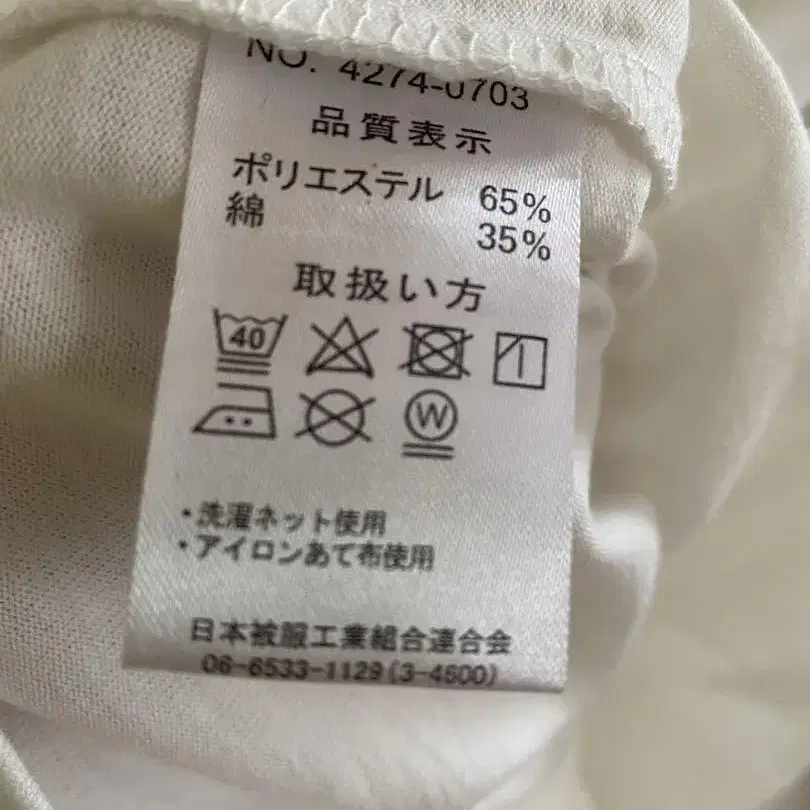 NO. 4274-0703
品質表示
ポリエステル 65%
綿 35%
取扱い方
40
W
・洗濯ネット使用
・アイロンあて布使用
日本被服工業組合連合会
06-6533-1129(3-4600)